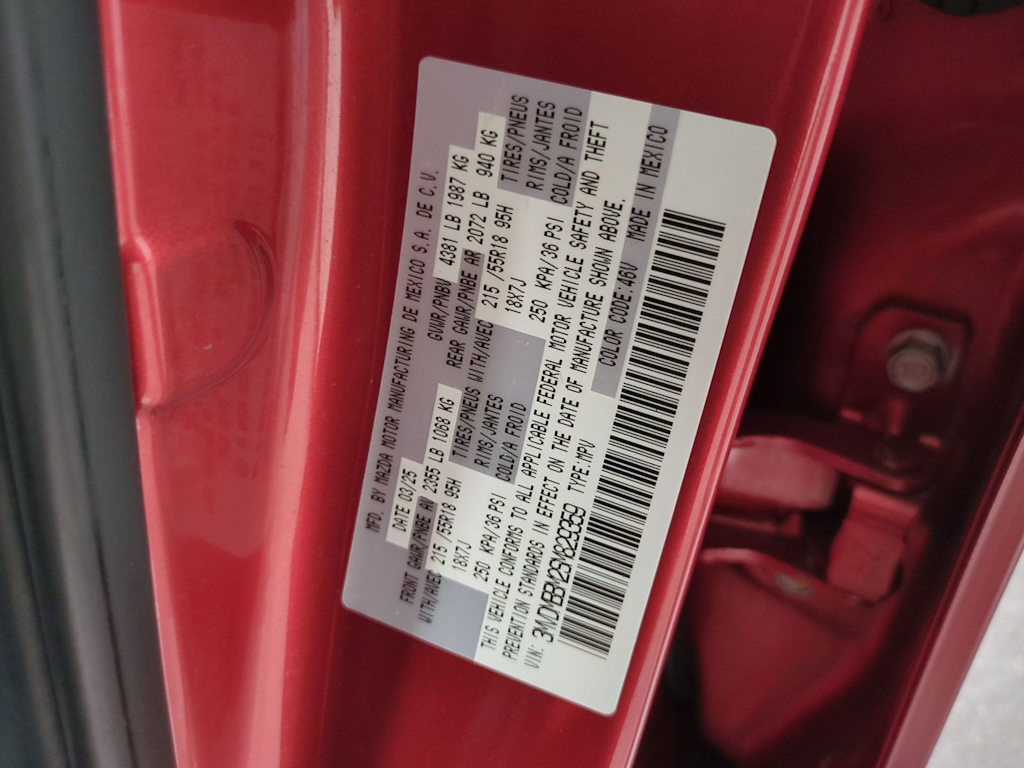 MFD. BY MAZDA MOTOR MANUFACTURING DE MEXICO S.A. DE C.V.
DATE 03/25 GVWR/PNBV 4381 LB 1987 KG
FRONT GAWR/PNBE AV 2355 LB 1068 KG REAR GAWR/PNBE AR 2072 LB 940 KG
WITH/AVEC 215 /55R18 95H TIRES/PNEUS WITH/AVEC 215 /55R18 95H TIRES/PNEUS
18X7J RIMS/JANTES 18X7J RIMS/JANTES
250 KPA/36 PSI COLD/A FROID 250 KPA/36 PSI COLD/A FROID
THIS VEHICLE CONFORMS TO ALL APPLICABLE FEDERAL MOTOR VEHICLE SAFETY AND THEFT
PREVENTION STANDARDS IN EFFECT ON THE DATE OF MANUFACTURE SHOWN ABOVE.
VIN: 3MVDMBBM2SM829359 TYPE:MPV COLOR CODE:46V MADE IN MEXICO